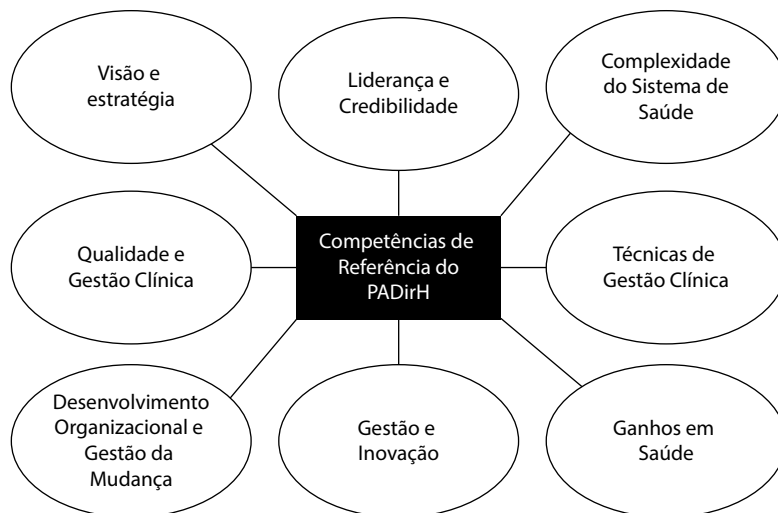 Visão e
estratégia
Liderança e
Credibilidade
Complexidade
do Sistema de
Saúde
Qualidade e
Gestão Clínica
Competências de
Referência do
PADirH
Técnicas de
Gestão Clínica
Desenvolvimento
Organizacional e
Gestão da
Mudança
Gestão e
Inovação
Ganhos em
Saúde